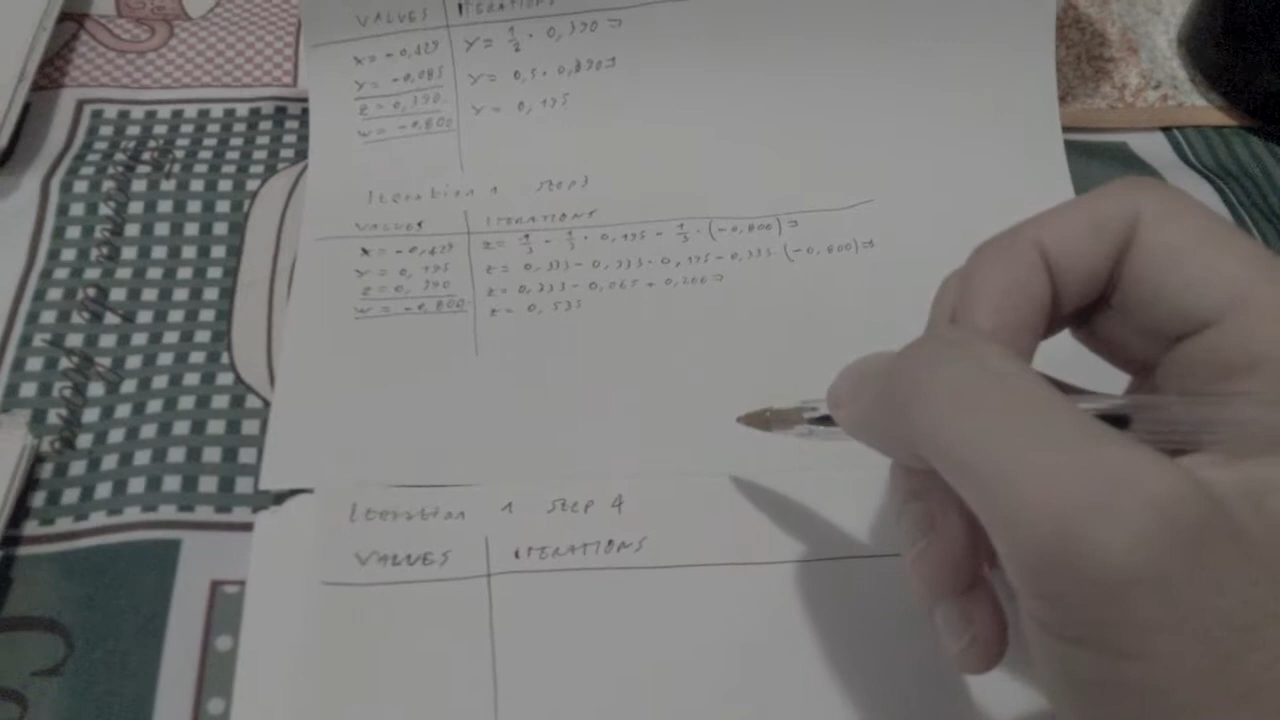 VALUES ITERATIONS
x = -0,429 Y = 1/2 · 0,390 ⇒
Y = -0,085 Y = 0,5 · 0,390 ⇒
z = 0,390 Y = 0,195
w = -0,800
Iteration 1 Step 3
VALUES ITERATIONS
x = -0,429 z = 1/3 - 1/3 · 0,195 - 1/3 · (-0,800) ⇒
Y = 0,195 z = 0,333 - 0,333 · 0,195 - 0,333 · (-0,800) ⇒
z = 0,390 z = 0,333 - 0,065 + 0,266 ⇒
w = -0,800 z = 0,535
Iteration 1 Step 4
VALUES ITERATIONS